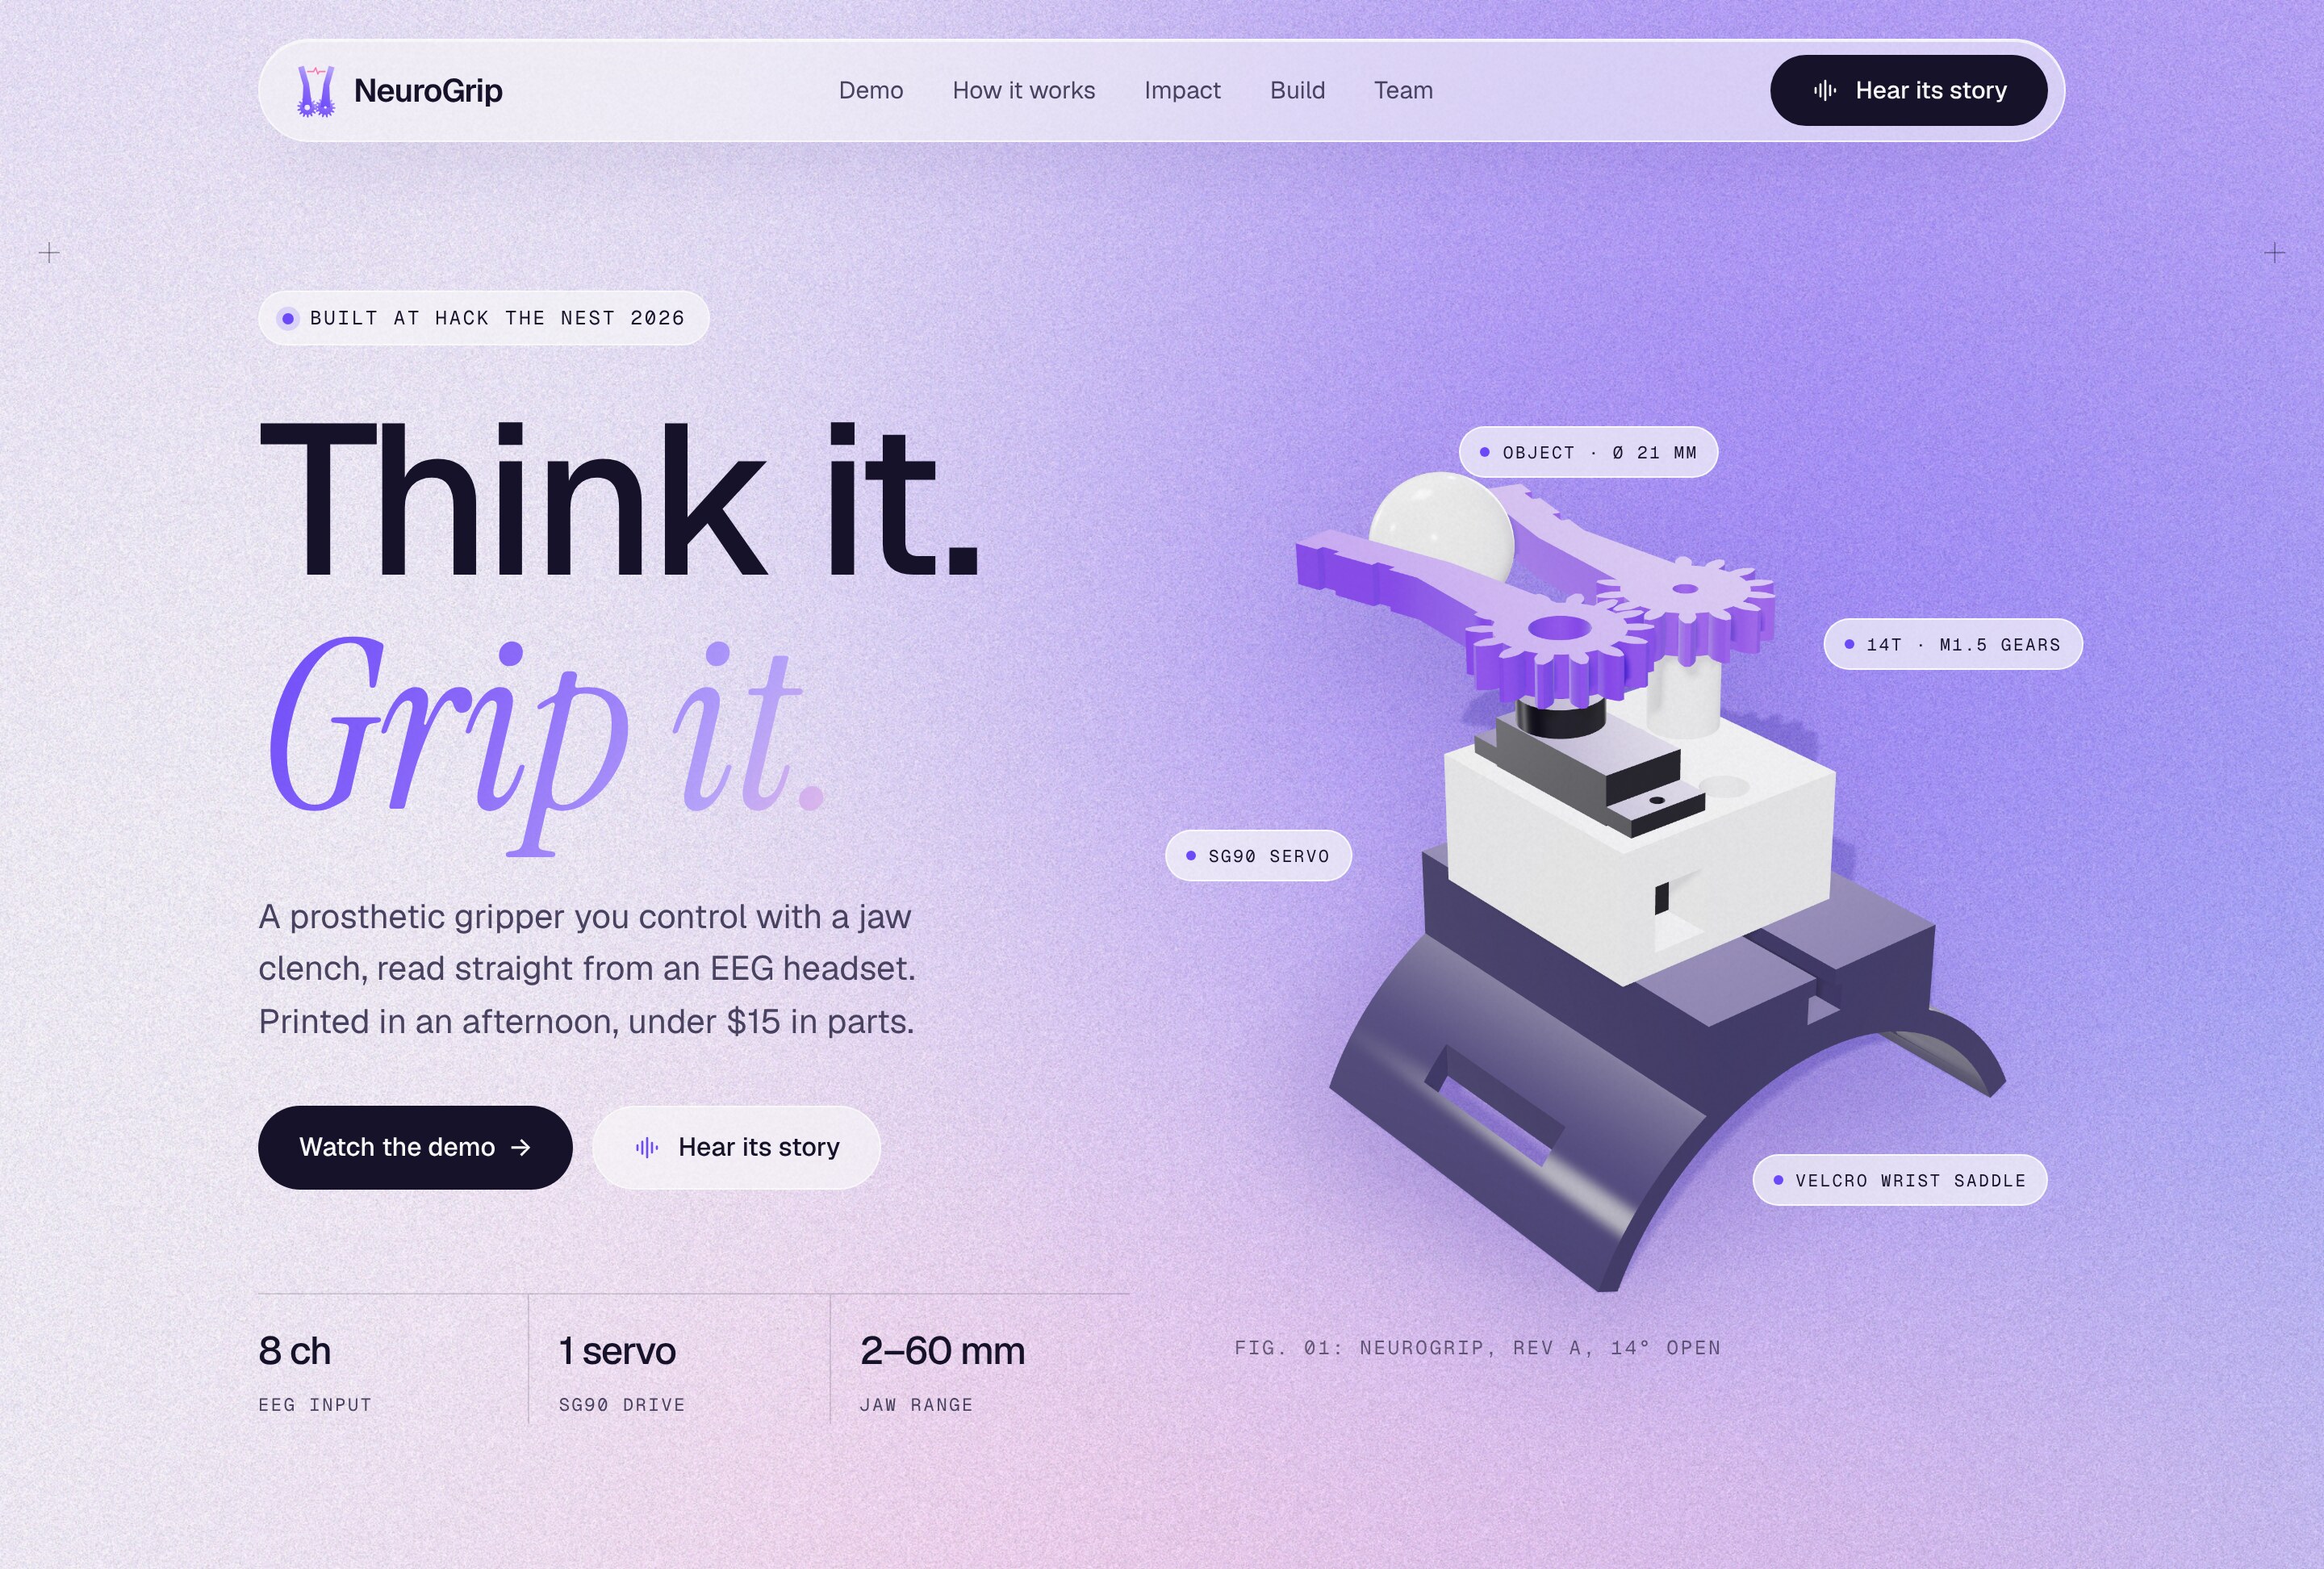 NeuroGrip
Demo
How it works
Impact
Build
Team
Hear its story
BUILT AT HACK THE NEST 2026
Think it.
Grip it.
A prosthetic gripper you control with a jaw
clench, read straight from an EEG headset.
Printed in an afternoon, under $15 in parts.
Watch the demo →
Hear its story
8 ch
EEG INPUT
1 servo
SG90 DRIVE
2–60 mm
JAW RANGE
OBJECT · Ø 21 MM
14T · M1.5 GEARS
SG90 SERVO
VELCRO WRIST SADDLE
FIG. 01: NEUROGRIP, REV A, 14° OPEN